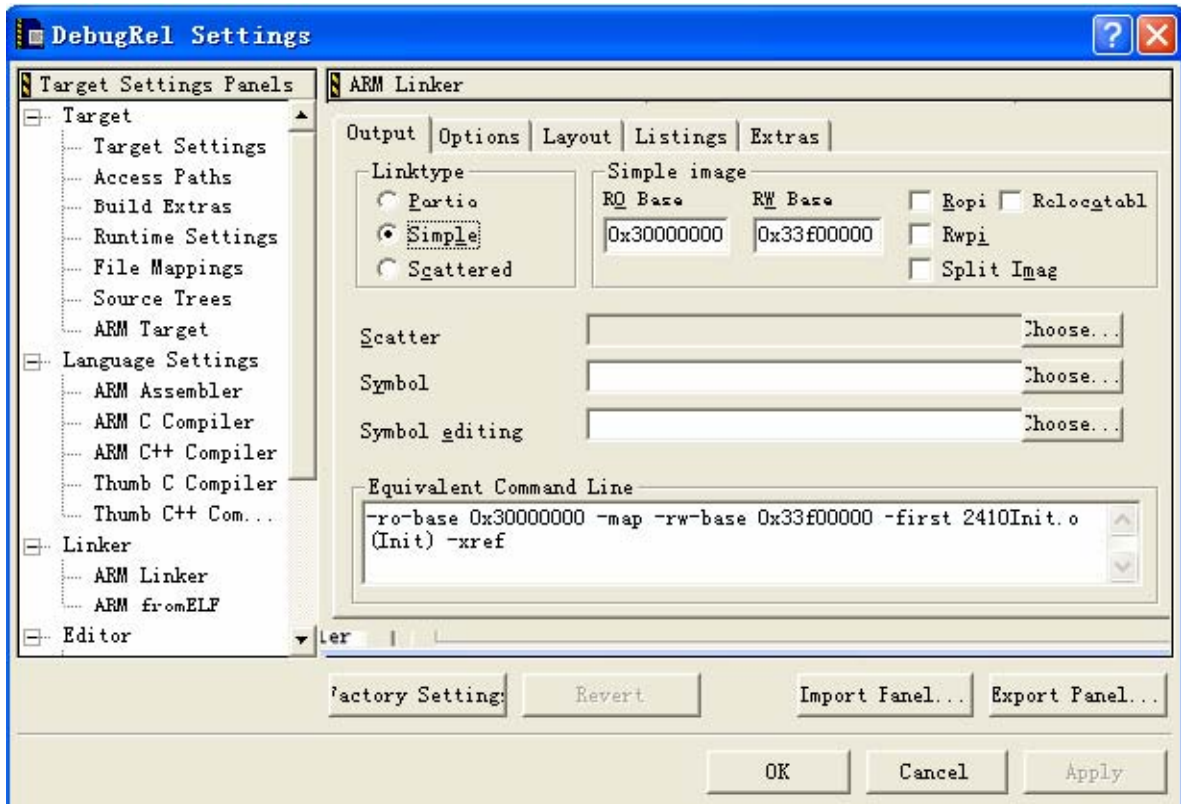 DebugRel Settings
Target Settings Panels
Target
Target Settings
Access Paths
Build Extras
Runtime Settings
File Mappings
Source Trees
ARM Target
Language Settings
ARM Assembler
ARM C Compiler
ARM C++ Compiler
Thumb C Compiler
Thumb C++ Com...
Linker
ARM Linker
ARM fromELF
Editor
ARM Linker
Output Options Layout Listings Extras
Linktype
Partia
Simple
Scattered
Simple image
RO Base RW Base
0x30000000 0x33f00000
Ropi Relocatabl
Rwpi
Split Imag
Scatter Choose...
Symbol Choose...
Symbol editing Choose...
Equivalent Command Line
-ro-base 0x30000000 -map -rw-base 0x33f00000 -first 2410Init.o
(Init) -xref
ler
Factory Setting Revert Import Panel... Export Panel...
OK Cancel Apply